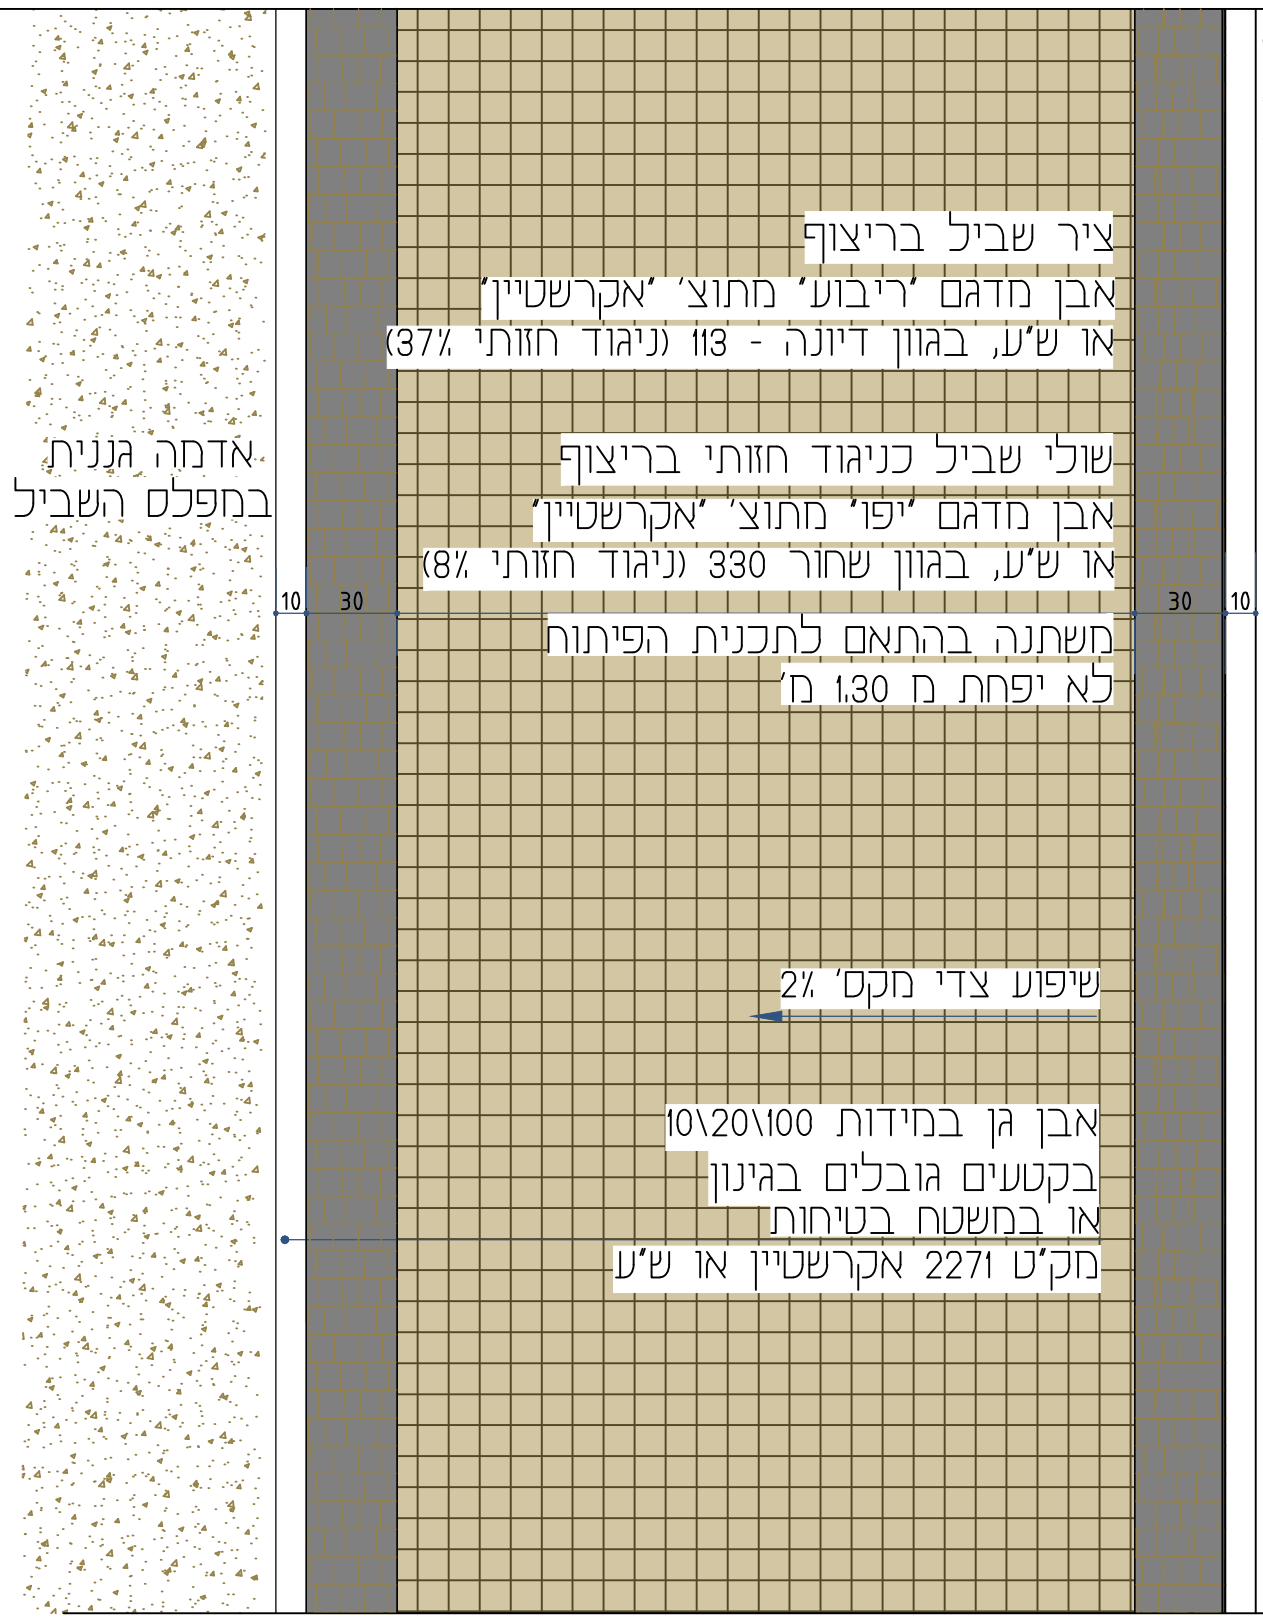 ציר שביל בריצוף
אבן מדגם "ריבוע" מתוצ' "אקרשטיין"
או ש"ע, בגוון דיונה - 113 (ניגוד חזותי 37%)
שולי שביל כניגוד חזותי בריצוף
אבן מדגם "יפו" מתוצ' "אקרשטיין"
או ש"ע, בגוון שחור 330 (ניגוד חזותי 8%)
אדמה גננית
במפלס השביל
10 30 30 10
משתנה בהתאם לתכנית הפיתוח
לא יפחת מ 1.30 מ'
שיפוע צדי מקס' 2%
אבן גן במידות 10\20\100
בקטעים גובלים בגינון
או במשטח בטיחות
מק"ט 2271 אקרשטיין או ש"ע